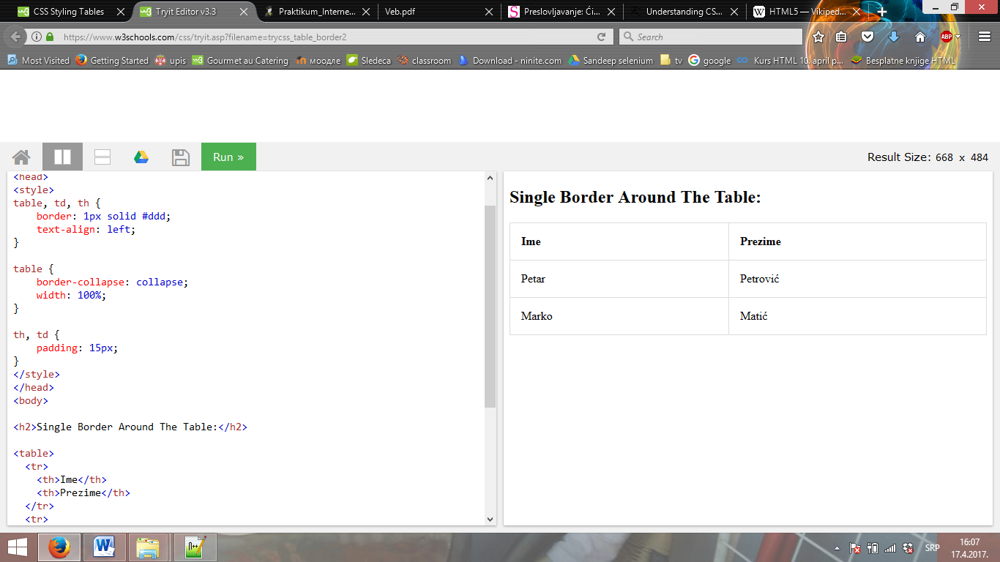 CSS Styling Tables
Tryit Editor v3.3
Praktikum_Interne...
Veb.pdf
Preslovljavanje: Ći...
Understanding CS...
HTML5 — Vikiped...
https://www.w3schools.com/css/tryit.asp?filename=trycss_table_border2
Search
ABP
Most Visited
Getting Started
upis
Gourmet au Catering
моодле
Sledeca
classroom
Download - ninite.com
Sandeep selenium
tv
google
Kurs HTML 10. april p...
Besplatne knjige HTML
Run »
Result Size: 668 x 484
<head>
<style>
table, td, th {
    border: 1px solid #ddd;
    text-align: left;
}
table {
    border-collapse: collapse;
    width: 100%;
}
th, td {
    padding: 15px;
}
</style>
</head>
<body>
<h2>Single Border Around The Table:</h2>
<table>
  <tr>
    <th>Ime</th>
    <th>Prezime</th>
  </tr>
  <tr>
Single Border Around The Table:
Ime Prezime
Petar Petrović
Marko Matić
SRP
16:07
17.4.2017.